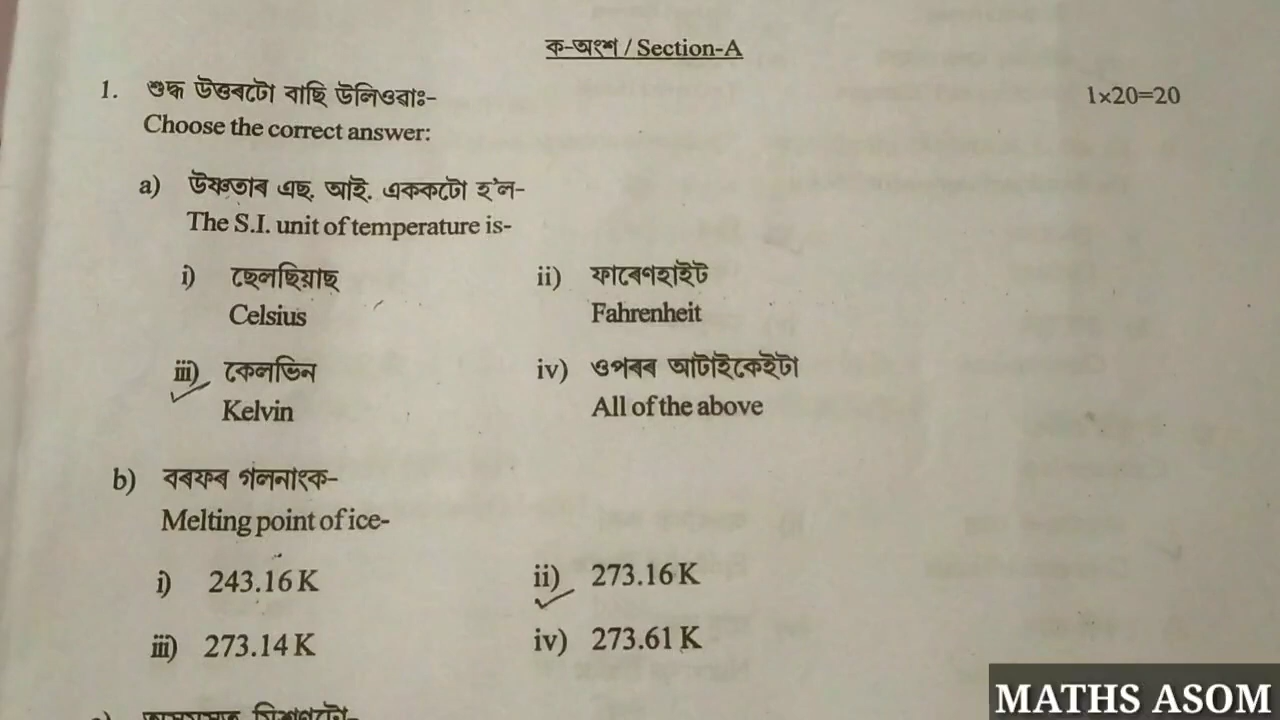 ক-অংশ / Section-A
1. শুদ্ধ উত্তৰটো বাছি উলিওৱাঃ- 1×20=20
Choose the correct answer:
a) উষ্ণতাৰ এছ. আই. এককটো হ'ল-
The S.I. unit of temperature is-
i) ছেলছিয়াছ ii) ফাৰেণহাইট
Celsius Fahrenheit
iii) কেলভিন iv) ওপৰৰ আটাইকেইটা
Kelvin All of the above
b) বৰফৰ গলনাংক-
Melting point of ice-
i) 243.16 K ii) 273.16 K
iii) 273.14 K iv) 273.61 K
MATHS ASOM